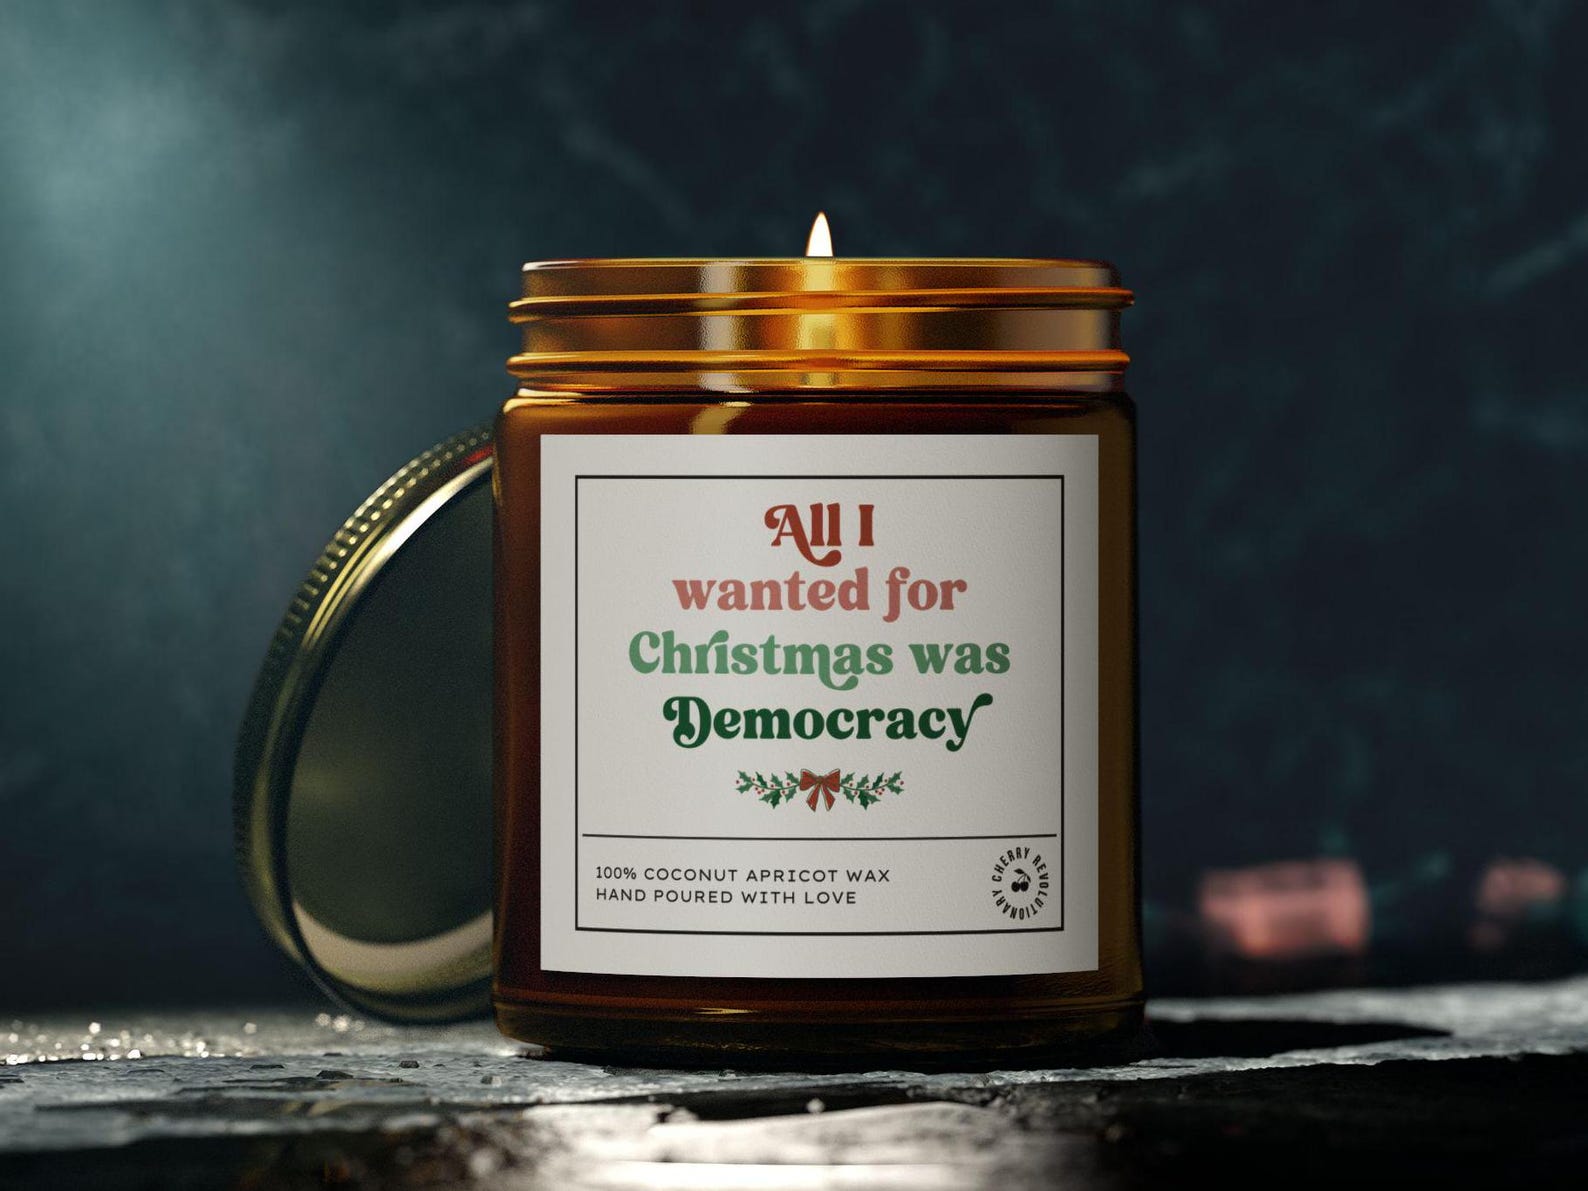 All I
wanted for
Christmas was
Democracy
100% COCONUT APRICOT WAX
HAND POURED WITH LOVE
CHERRY REVOLUTIONARY